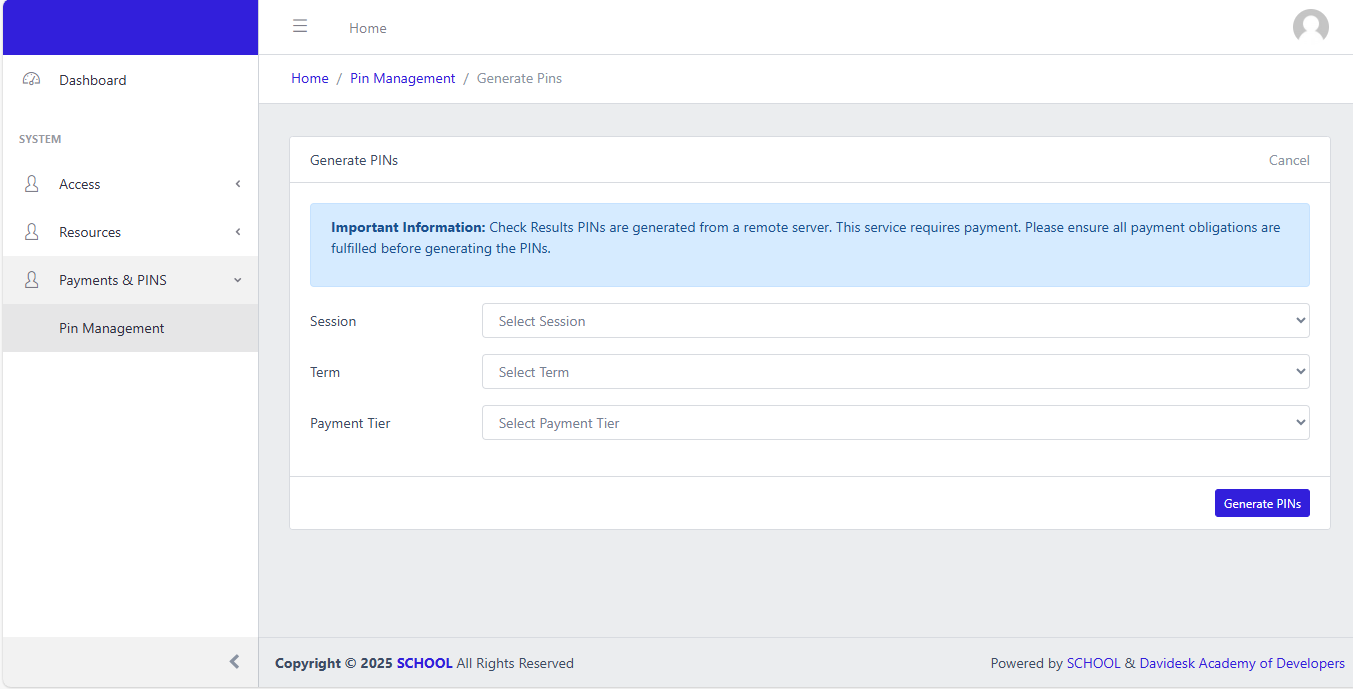 Home
Dashboard
Home / Pin Management / Generate Pins
SYSTEM
Access
Resources
Payments & PINS
Pin Management
Generate PINs
Cancel
Important Information: Check Results PINs are generated from a remote server. This service requires payment. Please ensure all payment obligations are
fulfilled before generating the PINs.
Session
Select Session
Term
Select Term
Payment Tier
Select Payment Tier
Generate PINs
Copyright © 2025 SCHOOL All Rights Reserved
Powered by SCHOOL & Davidesk Academy of Developers